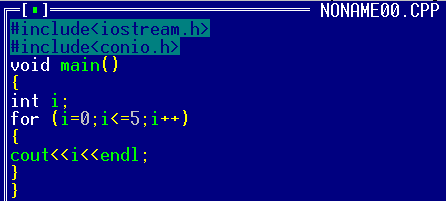 [▪] NONAME00.CPP
#include<iostream.h>
#include<conio.h>
void main()
{
int i;
for (i=0;i<=5;i++)
{
cout<<i<<endl;
}
}